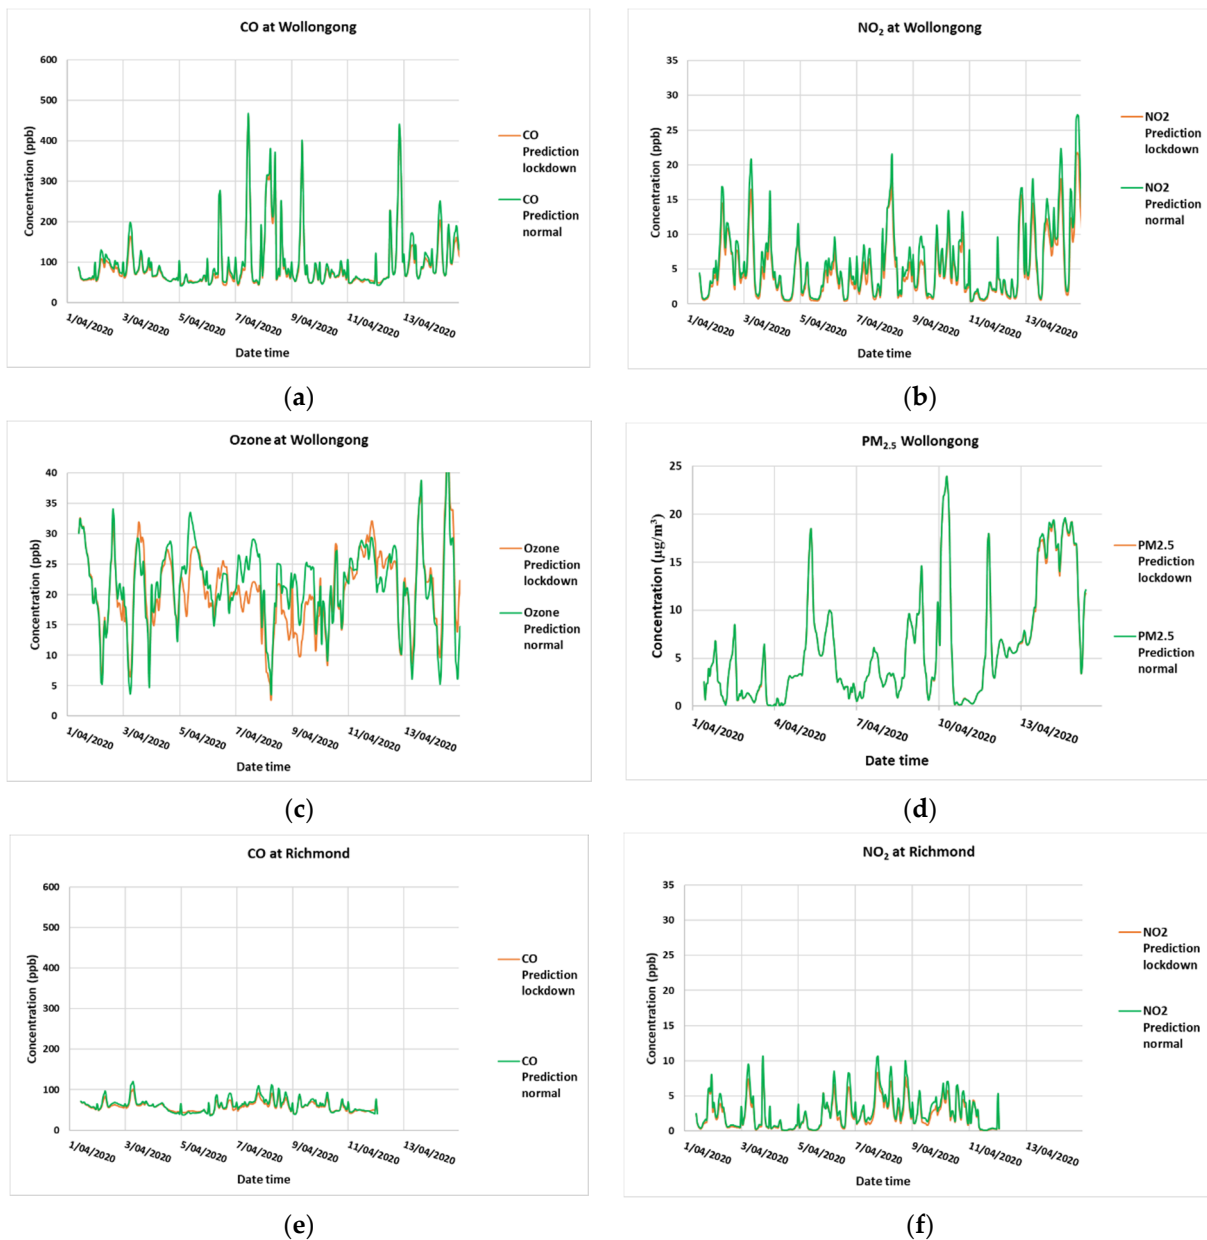 CO at Wollongong
600
500
400
300
200
100
0
Concentration (ppb)
1/04/2020
3/04/2020
5/04/2020
7/04/2020
9/04/2020
11/04/2020
13/04/2020
Date time
CO
Prediction
lockdown
CO
Prediction
normal
(a)
NO2 at Wollongong
35
30
25
20
15
10
5
0
Concentration (ppb)
1/04/2020
3/04/2020
5/04/2020
7/04/2020
9/04/2020
11/04/2020
13/04/2020
Date time
NO2
Prediction
lockdown
NO2
Prediction
normal
(b)
Ozone at Wollongong
40
35
30
25
20
15
10
5
0
Concentration (ppb)
1/04/2020
3/04/2020
5/04/2020
7/04/2020
9/04/2020
11/04/2020
13/04/2020
Date time
Ozone
Prediction
lockdown
Ozone
Prediction
normal
(c)
PM2.5 Wollongong
25
20
15
10
5
0
Concentration (µg/m³)
1/04/2020
4/04/2020
7/04/2020
10/04/2020
13/04/2020
Date time
PM2.5
Prediction
lockdown
PM2.5
Prediction
normal
(d)
CO at Richmond
600
500
400
300
200
100
0
Concentration (ppb)
1/04/2020
3/04/2020
5/04/2020
7/04/2020
9/04/2020
11/04/2020
13/04/2020
Date time
CO
Prediction
lockdown
CO
Prediction
normal
(e)
NO2 at Richmond
35
30
25
20
15
10
5
0
Concentration (ppb)
1/04/2020
3/04/2020
5/04/2020
7/04/2020
9/04/2020
11/04/2020
13/04/2020
Date time
NO2
Prediction
lockdown
NO2
Prediction
normal
(f)